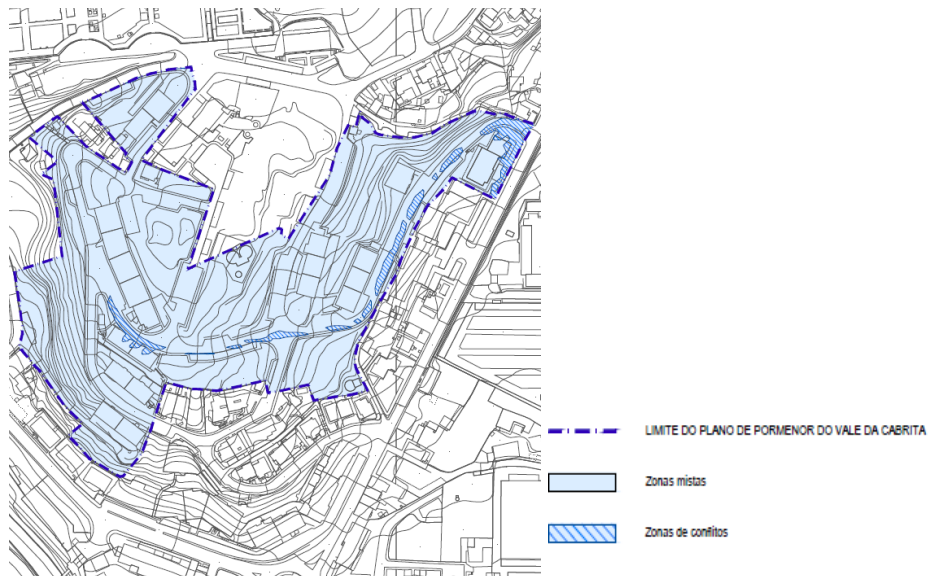 LIMITE DO PLANO DE PORMENOR DO VALE DA CABRITA
Zonas mistas
Zonas de conflitos